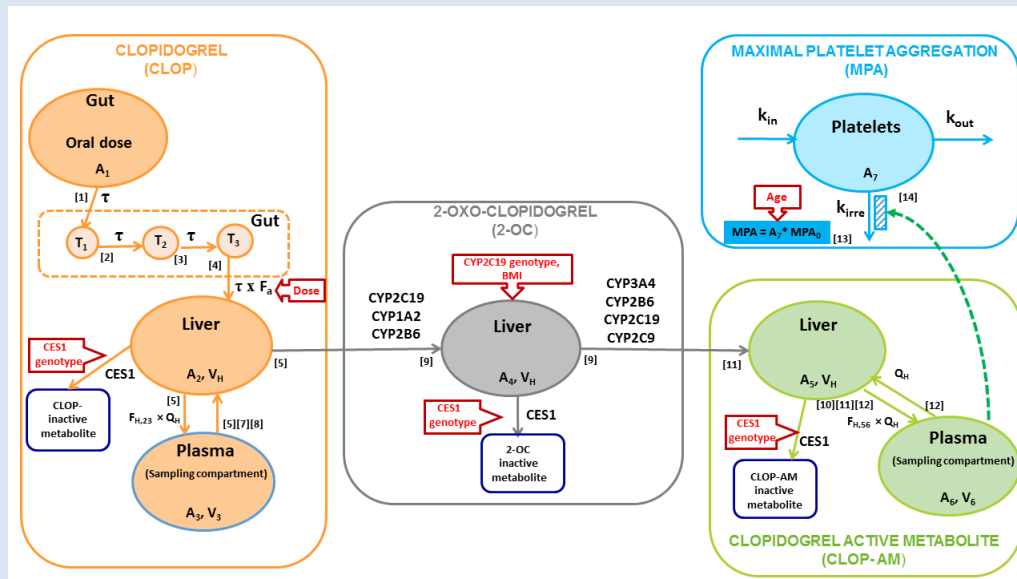 CLOPIDOGREL
(CLOP)
Gut
Oral dose
A1
[1]
τ
Gut
T1
τ
T2
τ
T3
[2]
[3]
[4]
τ x Fa
Dose
Liver
A2, VH
[5]
CES1
genotype
CES1
CLOP-
inactive
metabolite
[5]
FH,23 × QH
[5][7][8]
Plasma
(Sampling compartment)
A3, V3
CYP2C19
CYP1A2
CYP2B6
2-OXO-CLOPIDOGREL
(2-OC)
CYP2C19 genotype,
BMI
Liver
A4, VH
[9]
[9]
CYP3A4
CYP2B6
CYP2C19
CYP2C9
CES1
genotype
CES1
2-OC
inactive
metabolite
MAXIMAL PLATELET AGGREGATION
(MPA)
kin
Platelets
kout
A7
kirre
[14]
Age
MPA = A7* MPA0
[13]
Liver
A5, VH
[11]
QH
[12]
[10][11][12]
FH,56 × QH
CES1
genotype
CES1
CLOP-AM
inactive
metabolite
Plasma
(Sampling compartment)
A6, V6
CLOPIDOGREL ACTIVE METABOLITE
(CLOP- AM)